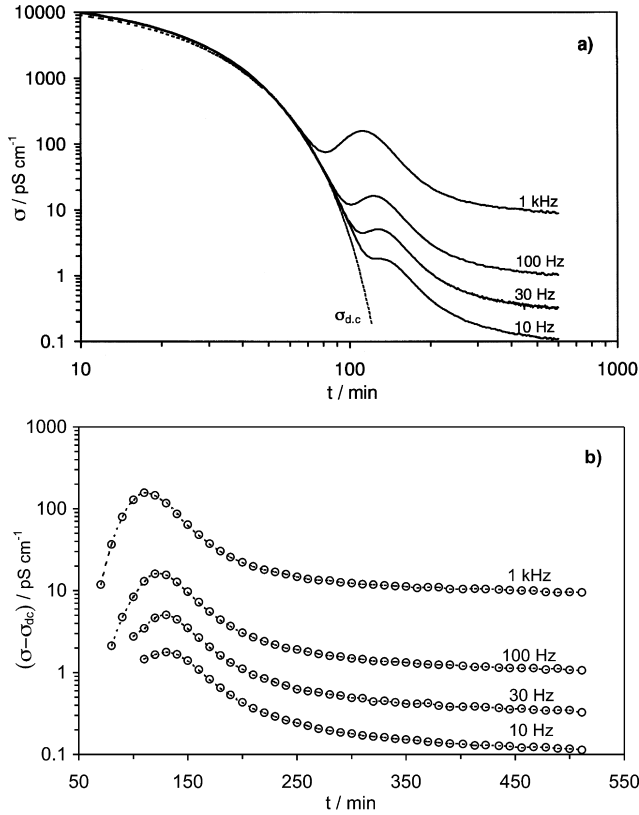 10000
a)
1000
100
σ / pS cm⁻¹
1 kHz
10
100 Hz
1
30 Hz
σd.c
10 Hz
0.1
10 100 1000
t / min
1000
b)
100
(σ−σdc) / pS cm⁻¹
1 kHz
10
100 Hz
1
30 Hz
10 Hz
0.1
50 150 250 350 450 550
t / min